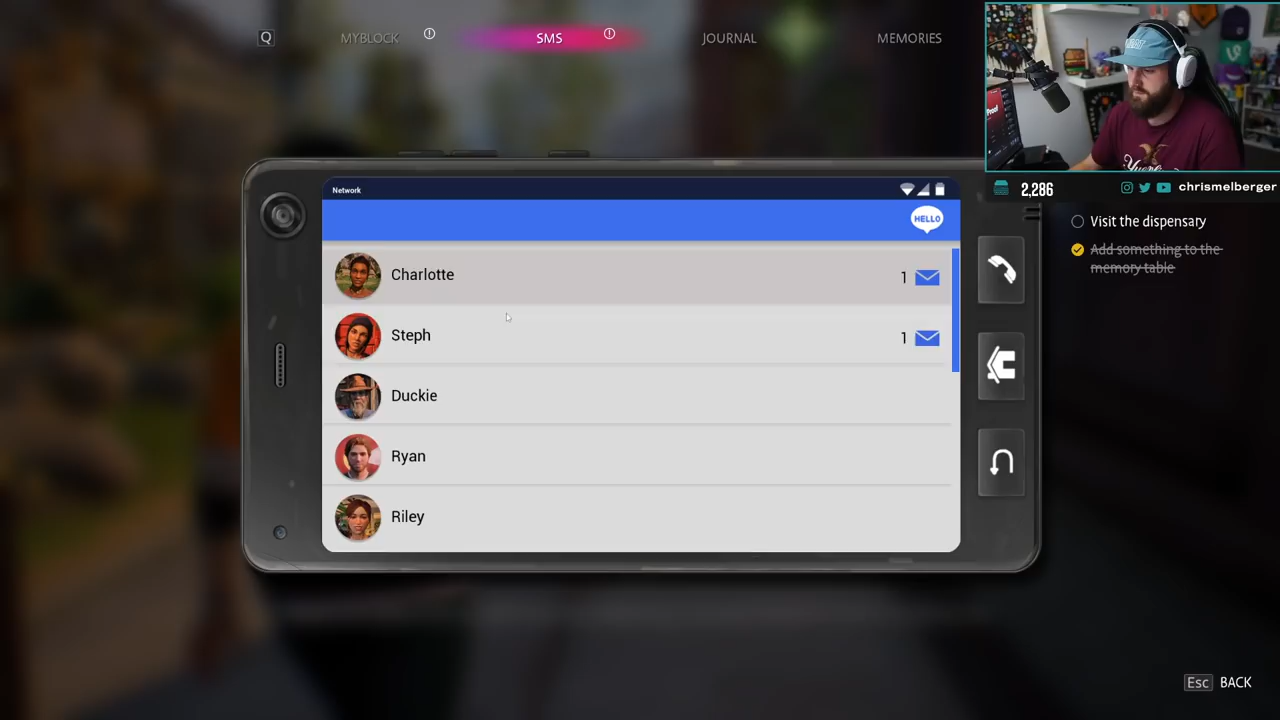 Q
MYBLOCK
SMS
JOURNAL
MEMORIES
2,286
chrismelberger
Network
HELLO
Visit the dispensary
Add something to the
memory table
Charlotte
1
Steph
1
Duckie
Ryan
Riley
Esc BACK